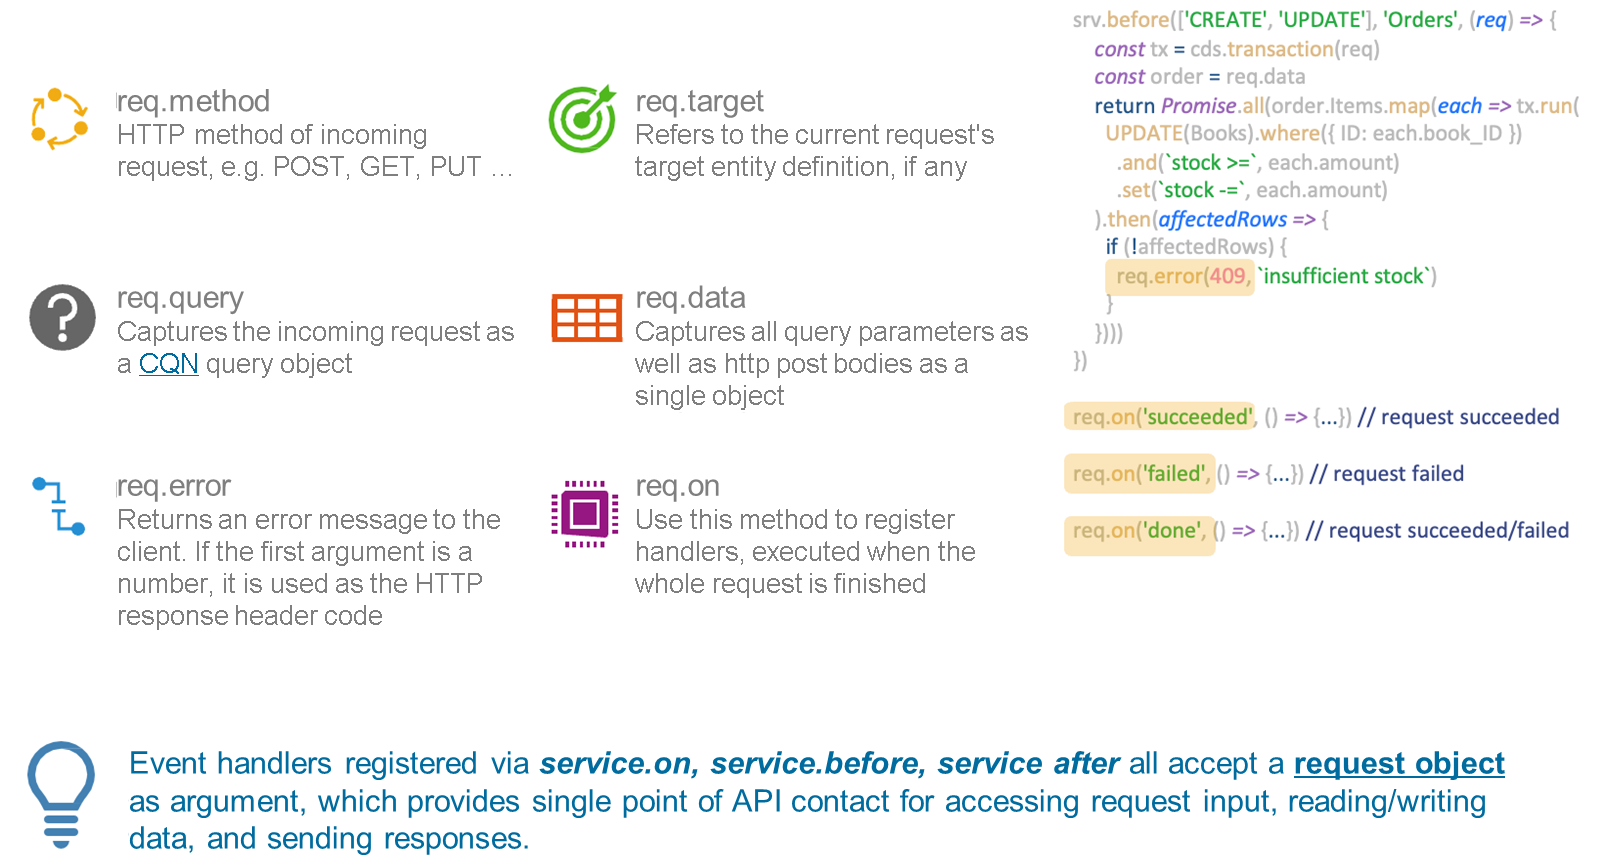 req.method
HTTP method of incoming
request, e.g. POST, GET, PUT ...
req.target
Refers to the current request's
target entity definition, if any
req.query
Captures the incoming request as
a CQN query object
req.data
Captures all query parameters as
well as http post bodies as a
single object
req.error
Returns an error message to the
client. If the first argument is a
number, it is used as the HTTP
response header code
req.on
Use this method to register
handlers, executed when the
whole request is finished
srv.before(['CREATE', 'UPDATE'], 'Orders', (req) => {
const tx = cds.transaction(req)
const order = req.data
return Promise.all(order.Items.map(each => tx.run(
UPDATE(Books).where({ ID: each.book_ID })
.and(`stock >=`, each.amount)
.set(`stock -=`, each.amount)
).then(affectedRows => {
if (!affectedRows) {
req.error(409, `insufficient stock`)
}
})))
})
req.on('succeeded', () => {...}) // request succeeded
req.on('failed', () => {...}) // request failed
req.on('done', () => {...}) // request succeeded/failed
Event handlers registered via service.on, service.before, service after all accept a request object
as argument, which provides single point of API contact for accessing request input, reading/writing
data, and sending responses.